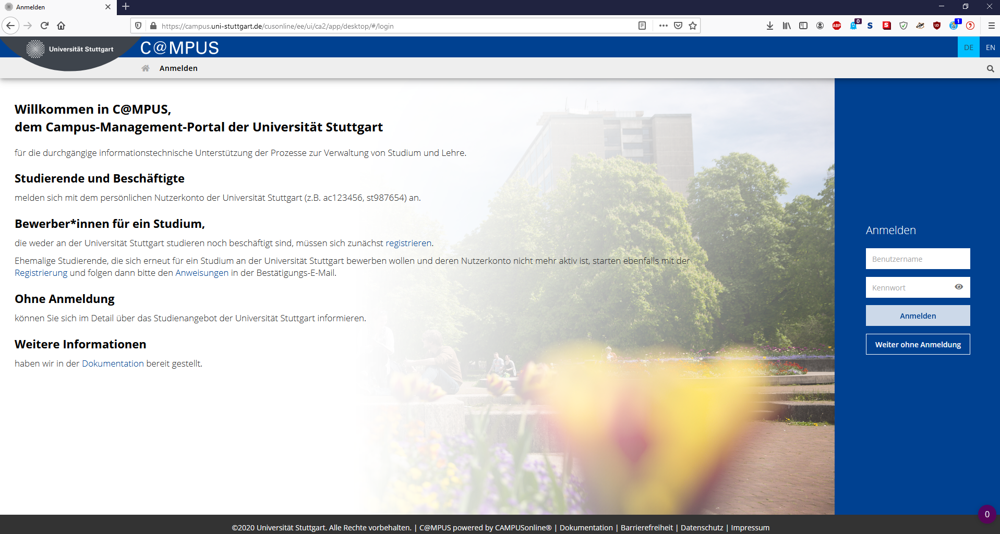 Anmelden
https://campus.uni-stuttgart.de/cusonline/ee/ui/ca2/app/desktop/#/login
ABP
0
S
S
1
Universität Stuttgart
C@MPUS
DE
EN
Anmelden
Willkommen in C@MPUS,
dem Campus-Management-Portal der Universität Stuttgart
für die durchgängige informationstechnische Unterstützung der Prozesse zur Verwaltung von Studium und Lehre.
Studierende und Beschäftigte
melden sich mit dem persönlichen Nutzerkonto der Universität Stuttgart (z.B. ac123456, st987654) an.
Bewerber*innen für ein Studium,
die weder an der Universität Stuttgart studieren noch beschäftigt sind, müssen sich zunächst registrieren.
Ehemalige Studierende, die sich erneut für ein Studium an der Universität Stuttgart bewerben wollen und deren Nutzerkonto nicht mehr aktiv ist, starten ebenfalls mit der
Registrierung und folgen dann bitte den Anweisungen in der Bestätigungs-E-Mail.
Ohne Anmeldung
können Sie sich im Detail über das Studienangebot der Universität Stuttgart informieren.
Weitere Informationen
haben wir in der Dokumentation bereit gestellt.
Anmelden
Benutzername
Kennwort
Anmelden
Weiter ohne Anmeldung
0
©2020 Universität Stuttgart. Alle Rechte vorbehalten. | C@MPUS powered by CAMPUSonline® | Dokumentation | Barrierefreiheit | Datenschutz | Impressum